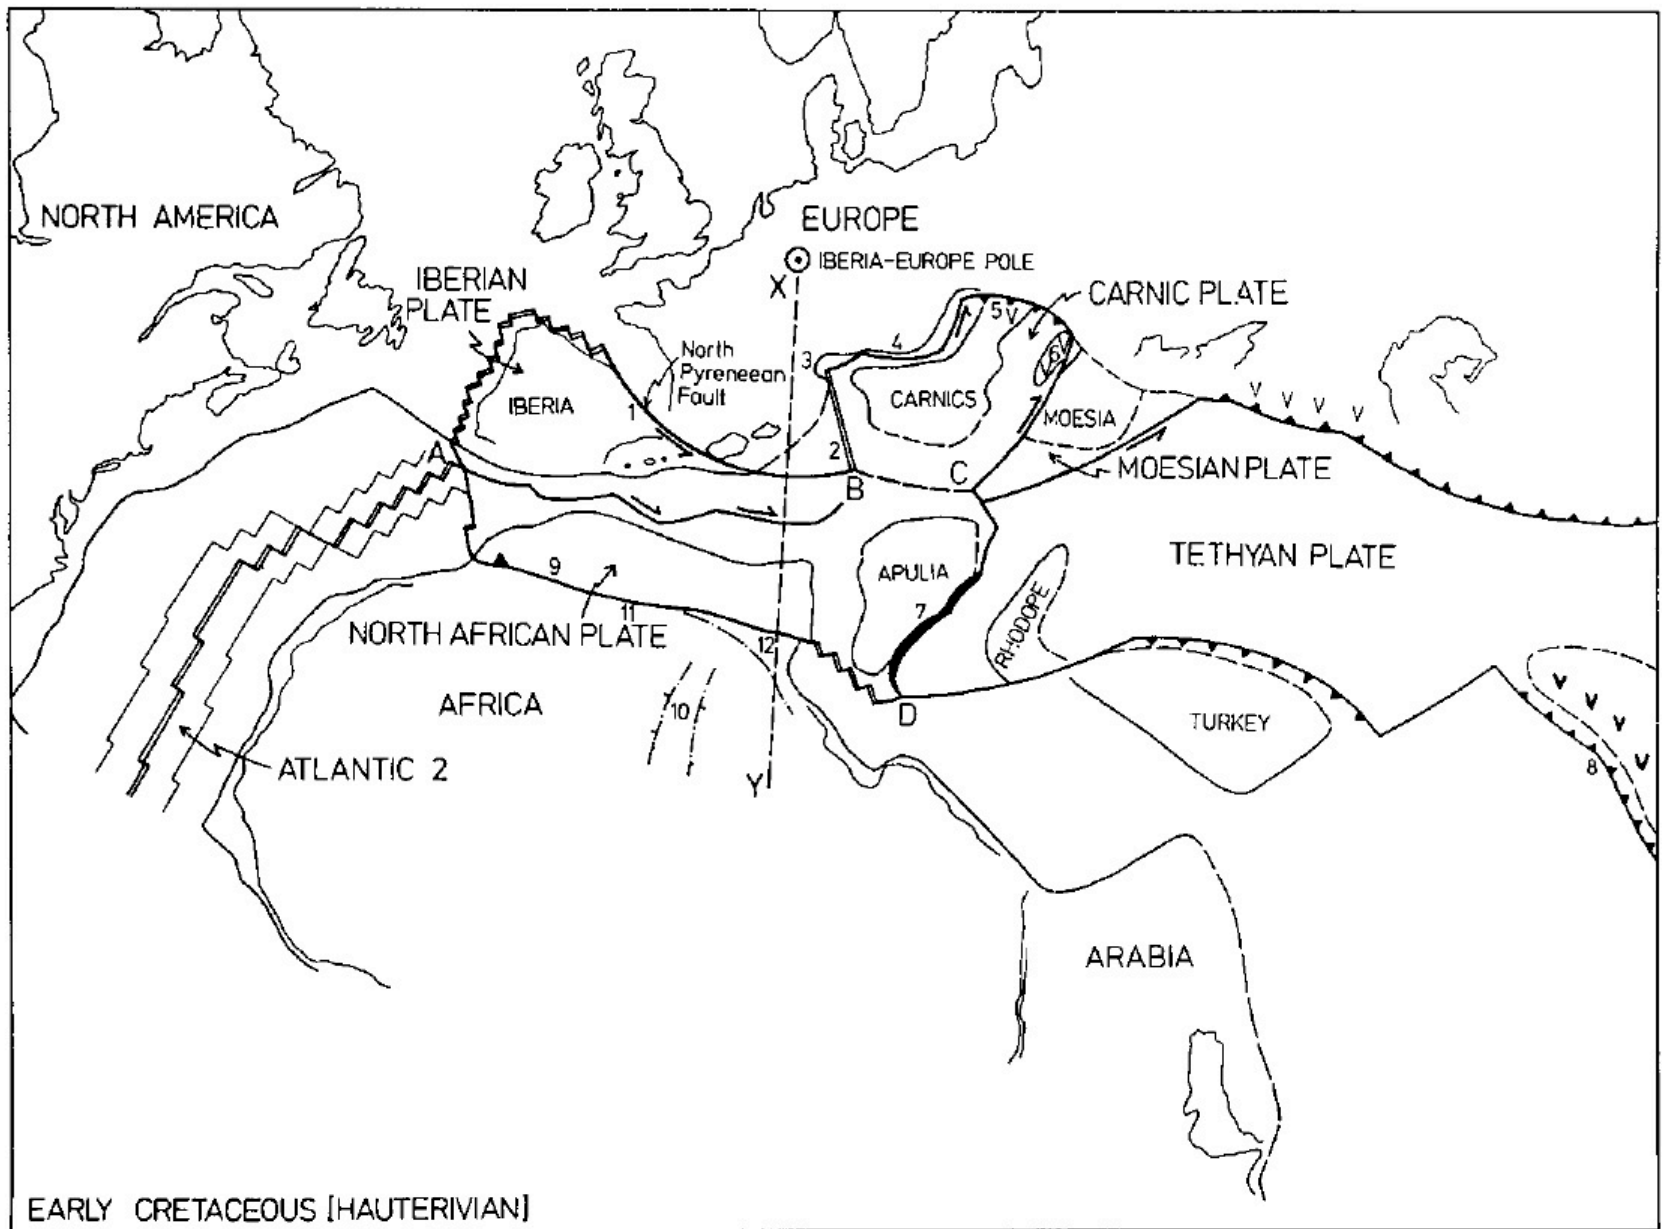 NORTH AMERICA
EUROPE
IBERIA-EUROPE POLE
X
IBERIAN
PLATE
CARNIC PLATE
5 V
4
3
6V
North
Pyreneean
Fault
IBERIA
1
CARNICS
MOESIA
V V V V
A
2
B
C
MOESIAN PLATE
TETHYAN PLATE
9
APULIA
7
RHODOPE
11
NORTH AFRICAN PLATE
12
AFRICA
10
D
TURKEY
V V V V
8
ATLANTIC 2
Y
ARABIA
EARLY CRETACEOUS [HAUTERIVIAN]